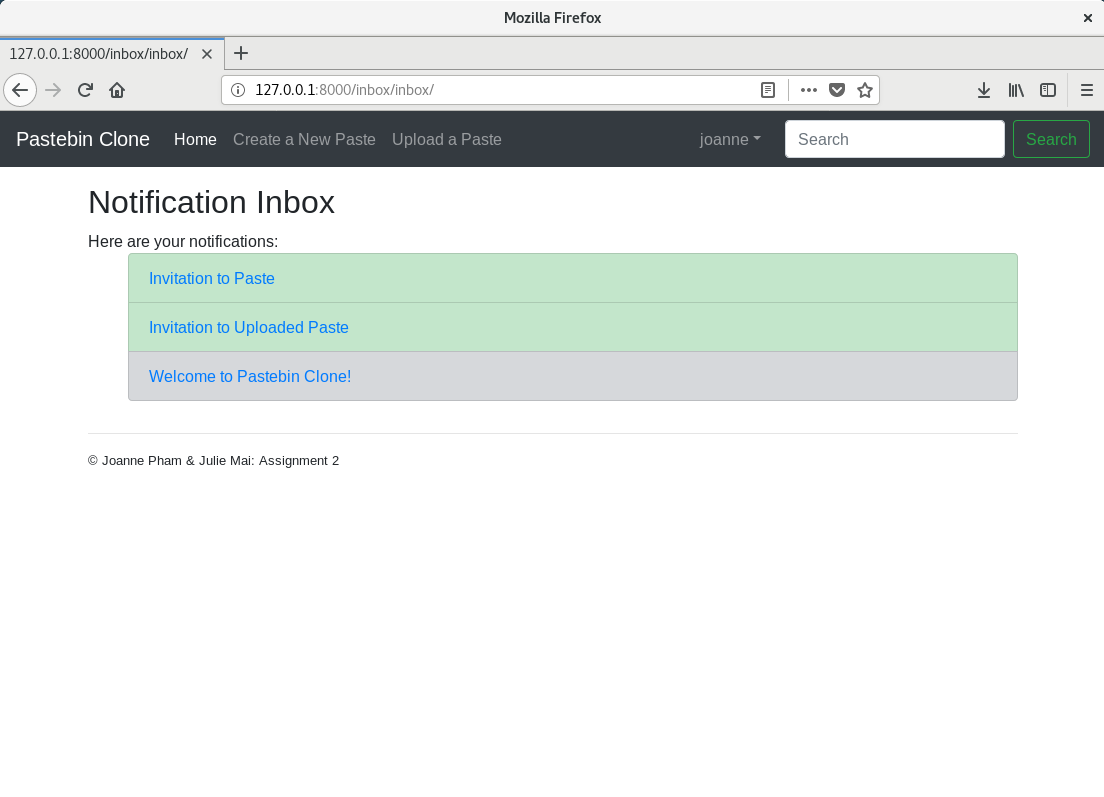 Mozilla Firefox
127.0.0.1:8000/inbox/inbox/
127.0.0.1:8000/inbox/inbox/
Pastebin Clone Home Create a New Paste Upload a Paste joanne Search Search
Notification Inbox
Here are your notifications:
Invitation to Paste
Invitation to Uploaded Paste
Welcome to Pastebin Clone!
© Joanne Pham & Julie Mai: Assignment 2